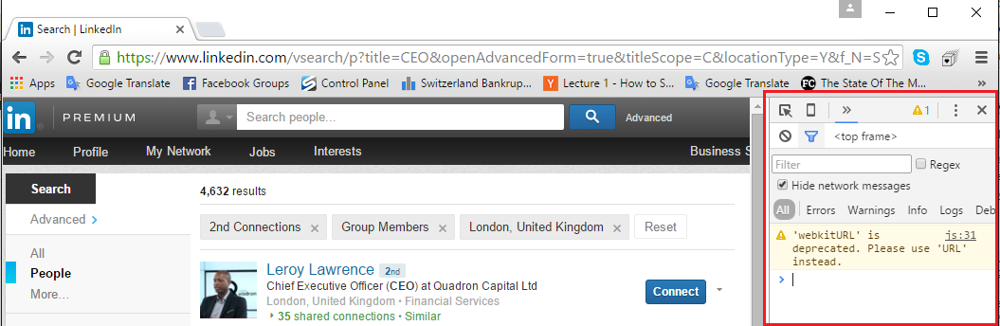 in Search | LinkedIn
https://www.linkedin.com/vsearch/p?title=CEO&openAdvancedForm=true&titleScope=C&locationType=Y&f_N=S
Apps Google Translate Facebook Groups Control Panel Switzerland Bankrup... Y Lecture 1 - How to S... Google Translate FC The State Of The M... »
in PREMIUM Search people... Advanced
Home Profile My Network Jobs Interests Business S
Search
Advanced >
All
People
More...
4,632 results
2nd Connections × Group Members × London, United Kingdom × Reset
Leroy Lawrence 2nd
Chief Executive Officer (CEO) at Quadron Capital Ltd
London, United Kingdom • Financial Services
35 shared connections • Similar
Connect
» 1
<top frame>
Filter Regex
Hide network messages
All Errors Warnings Info Logs Deb
'webkitURL' is js:31
deprecated. Please use 'URL'
instead.
>